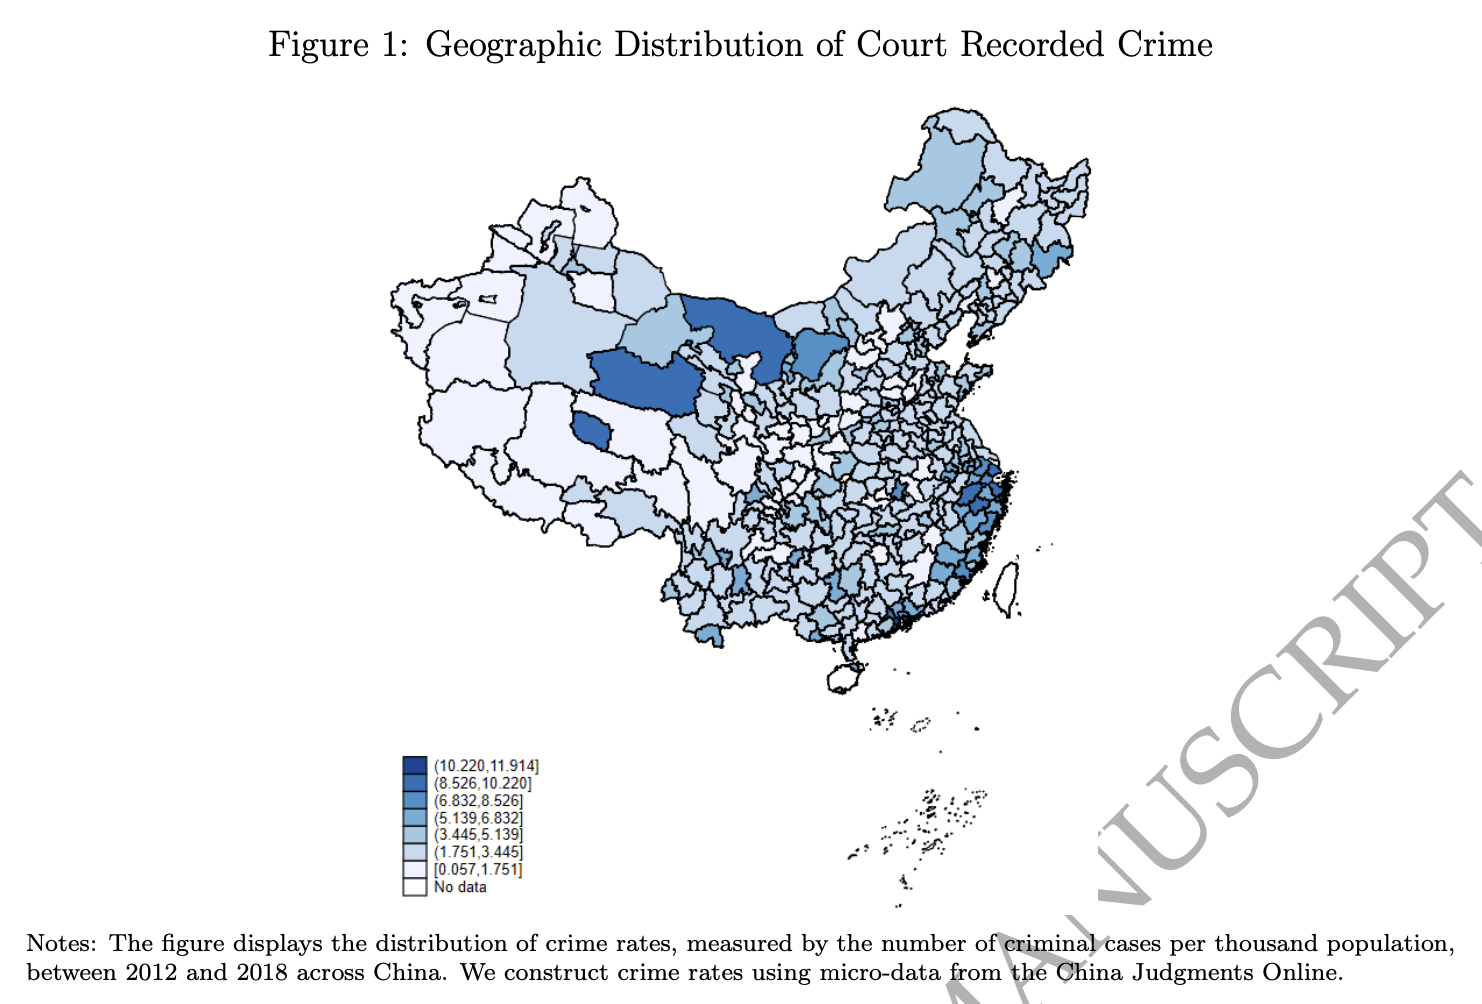 Figure 1: Geographic Distribution of Court Recorded Crime
(10.220,11.914]
(8.526,10.220]
(6.832,8.526]
(5.139,6.832]
(3.445,5.139]
(1.751,3.445]
[0.057,1.751]
No data
Notes: The figure displays the distribution of crime rates, measured by the number of criminal cases per thousand population,
between 2012 and 2018 across China. We construct crime rates using micro-data from the China Judgments Online.
MANUSCRIPT